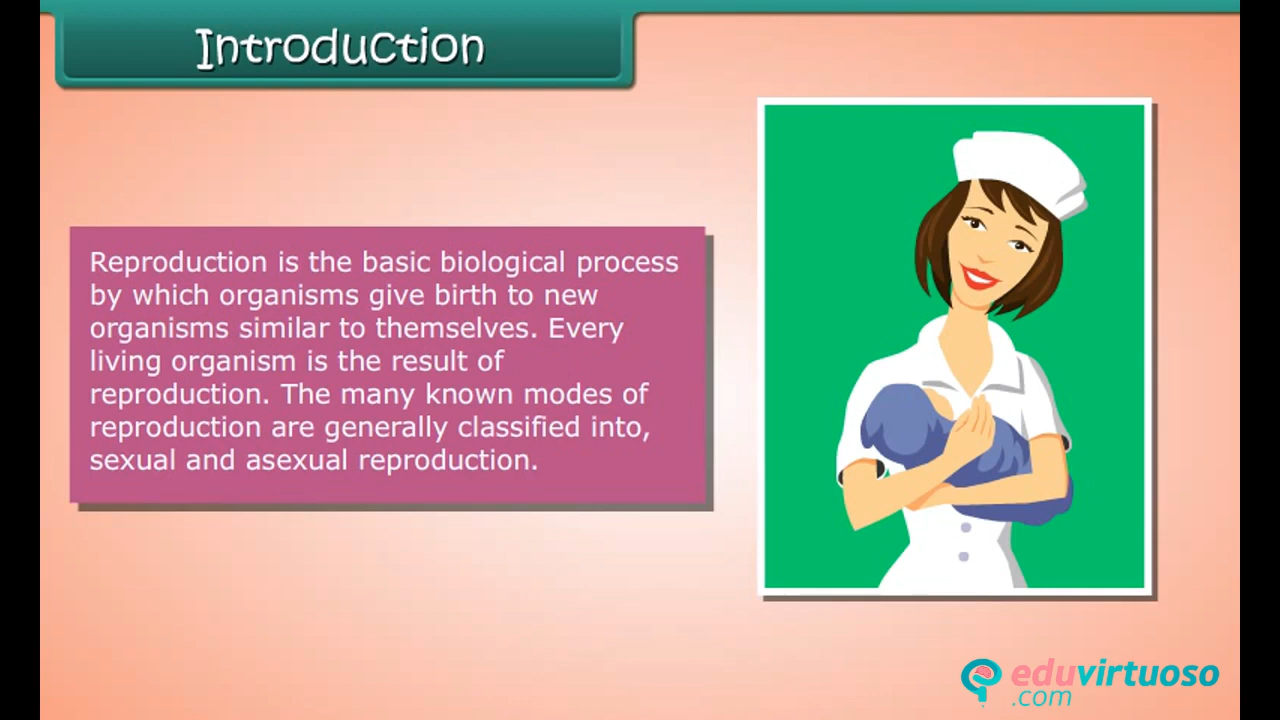 Introduction
Reproduction is the basic biological process
by which organisms give birth to new
organisms similar to themselves. Every
living organism is the result of
reproduction. The many known modes of
reproduction are generally classified into,
sexual and asexual reproduction.
eduvirtuoso
.com